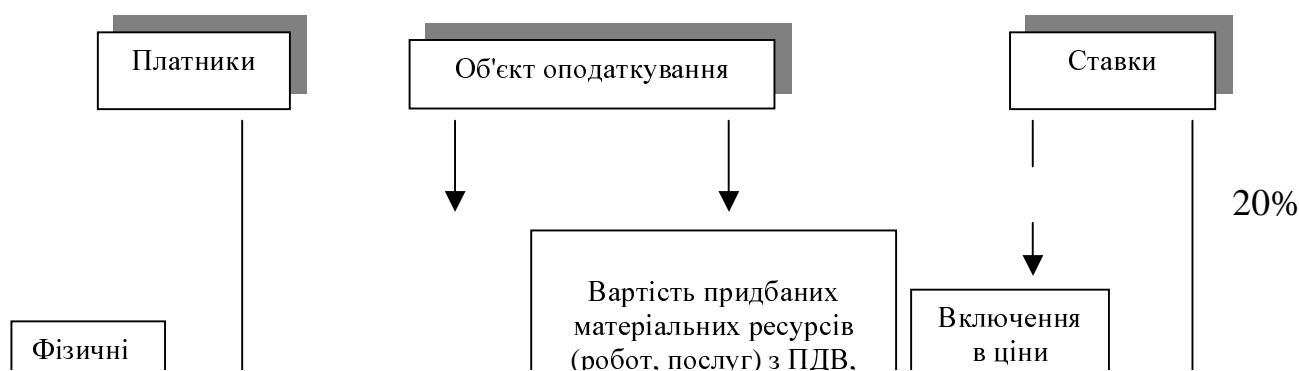 Платники
Об'єкт оподаткування
Ставки
20%
Вартість придбаних
матеріальних ресурсів
(робот, послуг) з ПДВ,
Включення
в ціни
Фізичні